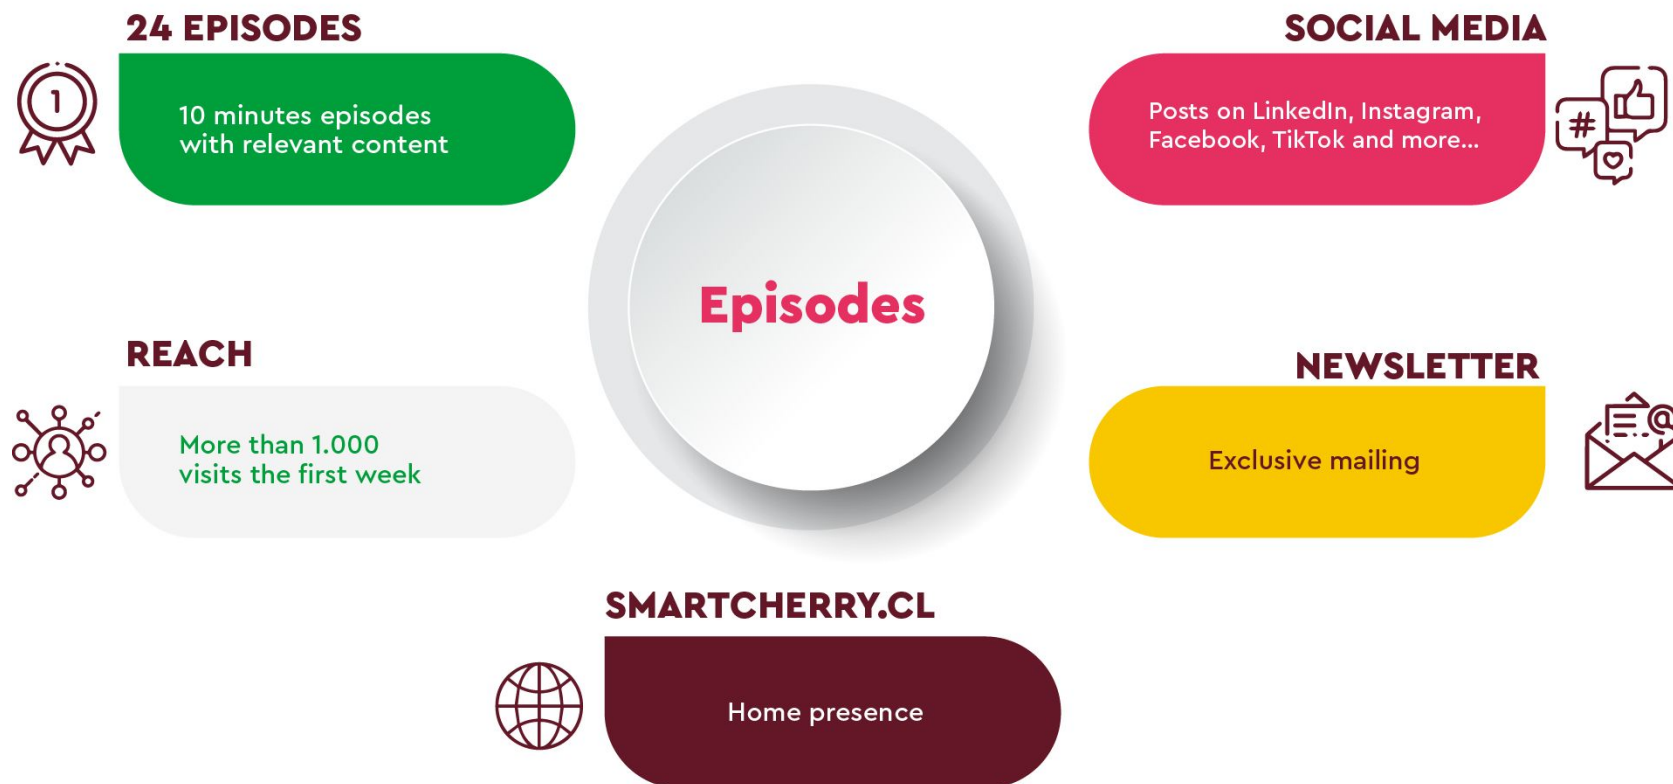 24 EPISODES
10 minutes episodes
with relevant content
1
SOCIAL MEDIA
Posts on LinkedIn, Instagram,
Facebook, TikTok and more...
#
Episodes
REACH
More than 1.000
visits the first week
NEWSLETTER
Exclusive mailing
@
SMARTCHERRY.CL
Home presence